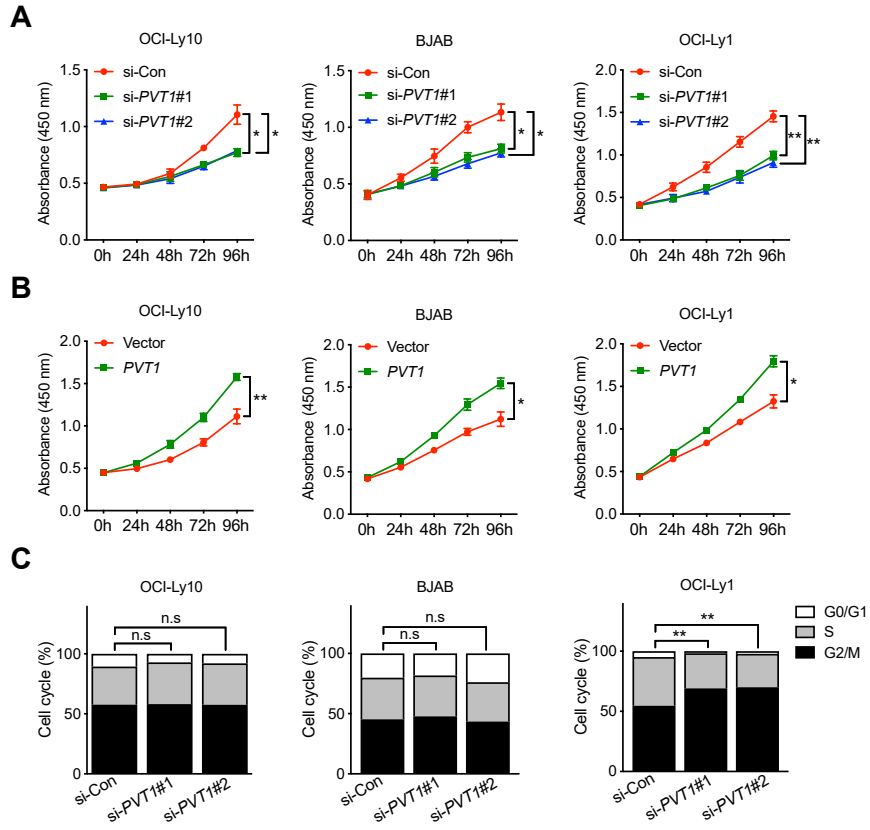 A
OCI-Ly10
Absorbance (450 nm)
1.5
1.0
0.5
0.0
si-Con
si-PVT1#1
si-PVT1#2
*
*
0h 24h 48h 72h 96h
BJAB
Absorbance (450 nm)
1.5
1.0
0.5
0.0
si-Con
si-PVT1#1
si-PVT1#2
*
*
0h 24h 48h 72h 96h
OCI-Ly1
Absorbance (450 nm)
2.0
1.5
1.0
0.5
0.0
si-Con
si-PVT1#1
si-PVT1#2
**
**
0h 24h 48h 72h 96h
B
OCI-Ly10
Absorbance (450 nm)
2.0
1.5
1.0
0.5
0.0
Vector
PVT1
**
0h 24h 48h 72h 96h
BJAB
Absorbance (450 nm)
2.0
1.5
1.0
0.5
0.0
Vector
PVT1
*
0h 24h 48h 72h 96h
OCI-Ly1
Absorbance (450 nm)
2.0
1.5
1.0
0.5
0.0
Vector
PVT1
*
0h 24h 48h 72h 96h
C
OCI-Ly10
Cell cycle (%)
100
50
0
n.s
n.s
si-Con
si-PVT1#1
si-PVT1#2
BJAB
Cell cycle (%)
100
50
0
n.s
n.s
si-Con
si-PVT1#1
si-PVT1#2
OCI-Ly1
Cell cycle (%)
100
50
0
**
**
si-Con
si-PVT1#1
si-PVT1#2
G0/G1
S
G2/M